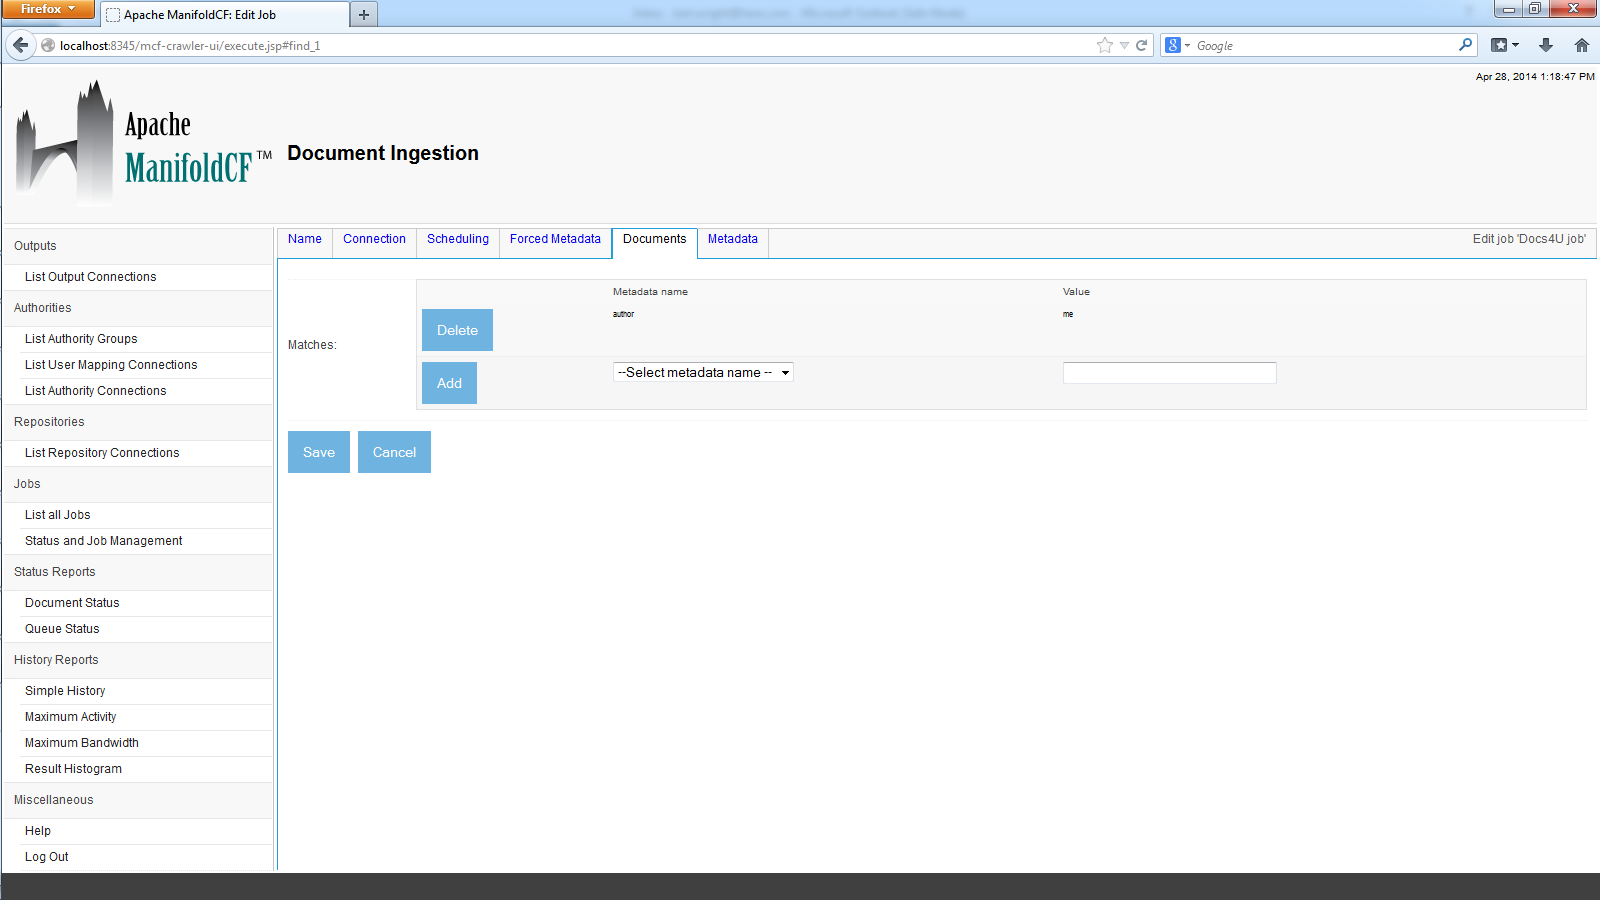 Firefox
Apache ManifoldCF: Edit Job
localhost:8345/mcf-crawler-ui/execute.jsp#find_1
Google
Apr 28, 2014 1:18:47 PM
Apache
ManifoldCF™
Document Ingestion
Outputs
List Output Connections
Authorities
List Authority Groups
List User Mapping Connections
List Authority Connections
Repositories
List Repository Connections
Jobs
List all Jobs
Status and Job Management
Status Reports
Document Status
Queue Status
History Reports
Simple History
Maximum Activity
Maximum Bandwidth
Result Histogram
Miscellaneous
Help
Log Out
Name Connection Scheduling Forced Metadata Documents Metadata Edit job 'Docs4U job'
Metadata name Value
Matches:
Delete author me
Add --Select metadata name --
Save Cancel